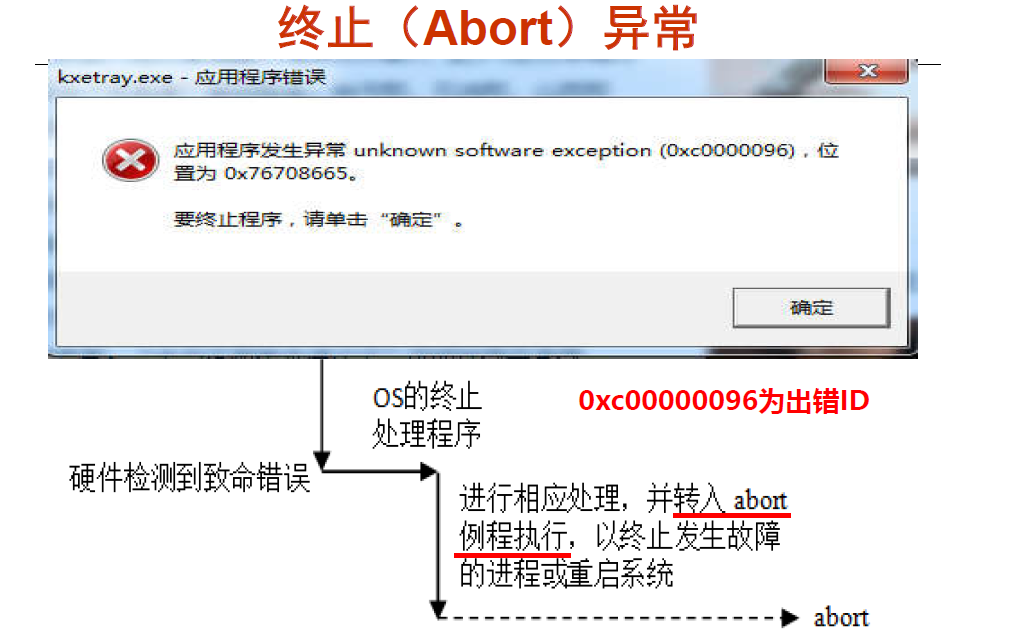 终止（Abort）异常
kxetray.exe - 应用程序错误
应用程序发生异常 unknown software exception (0xc0000096)，位
置为 0x76708665。
要终止程序，请单击“确定”。
确定
OS的终止
处理程序
0xc00000096为出错ID
硬件检测到致命错误
进行相应处理，并转入 abort
例程执行，以终止发生故障
的进程或重启系统
abort